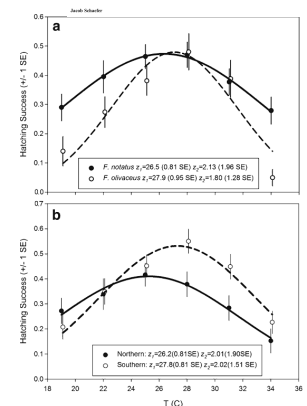 Jacob Schaefer
a
Hatching Success (+/- 1 SE)
0.6
0.5
0.4
0.3
0.2
0.1
0.0
F. notatus z1=26.5 (0.81 SE) z2=2.13 (1.96 SE)
F. olivaceus z1=27.9 (0.95 SE) z2=1.80 (1.28 SE)
b
Hatching Success (+/- 1 SE)
0.7
0.6
0.5
0.4
0.3
0.2
0.1
0.0
Northern: z1=26.2(0.81SE) z2=2.01(1.90SE)
Southern: z1=27.8(0.81 SE) z2=2.02(1.51 SE)
18 20 22 24 26 28 30 32 34 36
T (C)